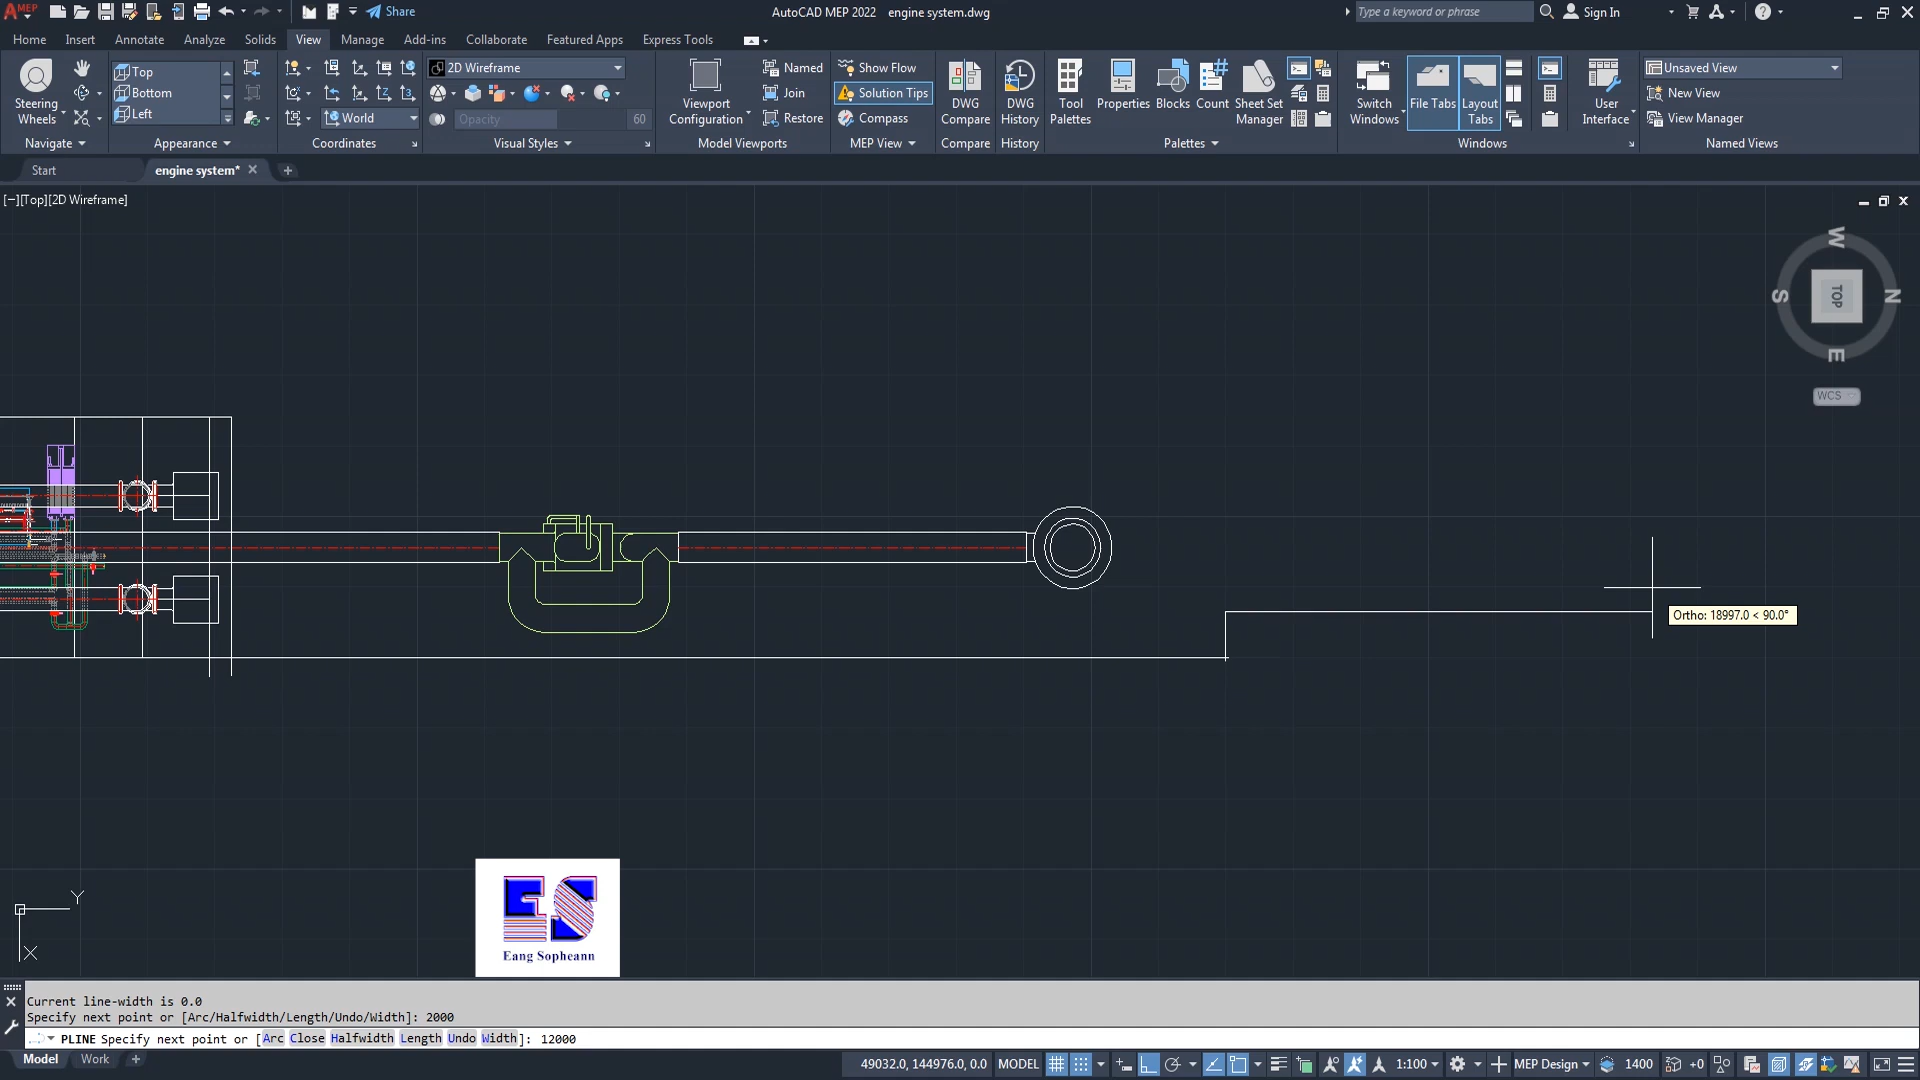 MEP
Share
AutoCAD MEP 2022 engine system.dwg
Type a keyword or phrase
Sign In
Home Insert Annotate Analyze Solids View Manage Add-ins Collaborate Featured Apps Express Tools
Steering Wheels
Top
Bottom
Left
World
2D Wireframe
Opacity 60
Viewport Configuration
Named
Join
Restore
Show Flow
Solution Tips
Compass
DWG Compare
DWG History
Tool Palettes
Properties
Blocks
Count
Sheet Set Manager
Switch Windows
File Tabs
Layout Tabs
User Interface
Unsaved View
New View
View Manager
Navigate Appearance Coordinates Visual Styles Model Viewports MEP View Compare History Palettes Windows Named Views
Start engine system*
[−][Top][2D Wireframe]
W
S
TOP
N
E
WCS
Ortho: 18997.0 < 90.0°
Y
X
ES
Eang Sopheann
Current line-width is 0.0
Specify next point or [Arc/Halfwidth/Length/Undo/Width]: 2000
PLINE Specify next point or [Arc Close Halfwidth Length Undo Width]: 12000
Model Work
49032.0, 144976.0, 0.0 MODEL 1:100 MEP Design 1400 +0